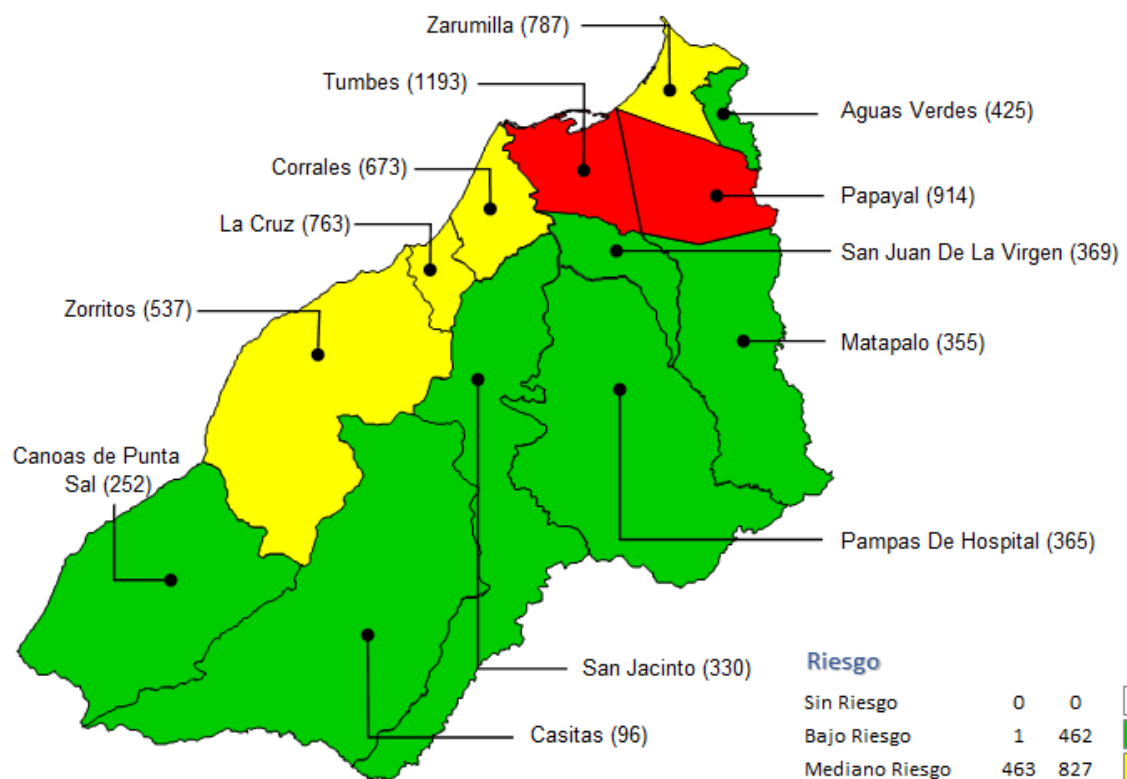 Zarumilla (787)
Tumbes (1193)
Aguas Verdes (425)
Corrales (673)
Papayal (914)
La Cruz (763)
San Juan De La Virgen (369)
Zorritos (537)
Matapalo (355)
Canoas de Punta
Sal (252)
Pampas De Hospital (365)
San Jacinto (330)
Casitas (96)
Riesgo
Sin Riesgo 0 0
Bajo Riesgo 1 462
Mediano Riesgo 463 827